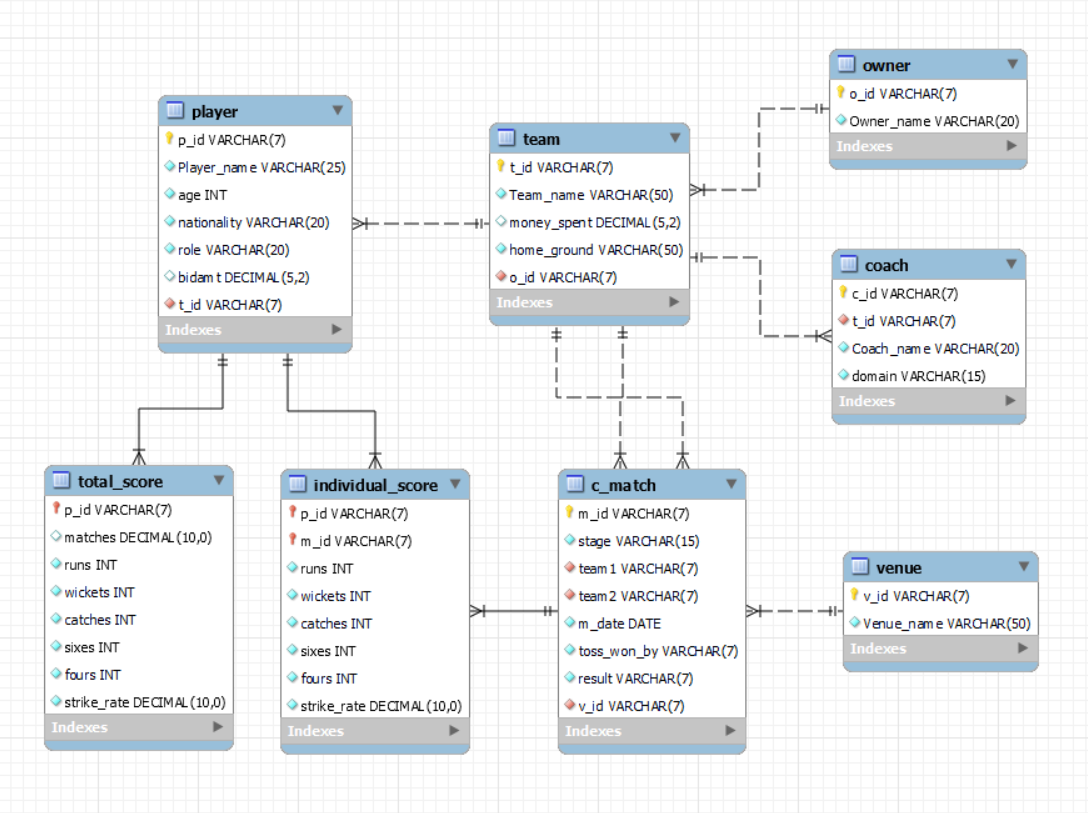 player
p_id VARCHAR(7)
Player_name VARCHAR(25)
age INT
nationality VARCHAR(20)
role VARCHAR(20)
bidamt DECIMAL(5,2)
t_id VARCHAR(7)
Indexes
team
t_id VARCHAR(7)
Team_name VARCHAR(50)
money_spent DECIMAL(5,2)
home_ground VARCHAR(50)
o_id VARCHAR(7)
Indexes
owner
o_id VARCHAR(7)
Owner_name VARCHAR(20)
Indexes
coach
c_id VARCHAR(7)
t_id VARCHAR(7)
Coach_name VARCHAR(20)
domain VARCHAR(15)
Indexes
total_score
p_id VARCHAR(7)
matches DECIMAL(10,0)
runs INT
wickets INT
catches INT
sixes INT
fours INT
strike_rate DECIMAL(10,0)
Indexes
individual_score
p_id VARCHAR(7)
m_id VARCHAR(7)
runs INT
wickets INT
catches INT
sixes INT
fours INT
strike_rate DECIMAL(10,0)
Indexes
c_match
m_id VARCHAR(7)
stage VARCHAR(15)
team1 VARCHAR(7)
team2 VARCHAR(7)
m_date DATE
toss_won_by VARCHAR(7)
result VARCHAR(7)
v_id VARCHAR(7)
Indexes
venue
v_id VARCHAR(7)
Venue_name VARCHAR(50)
Indexes